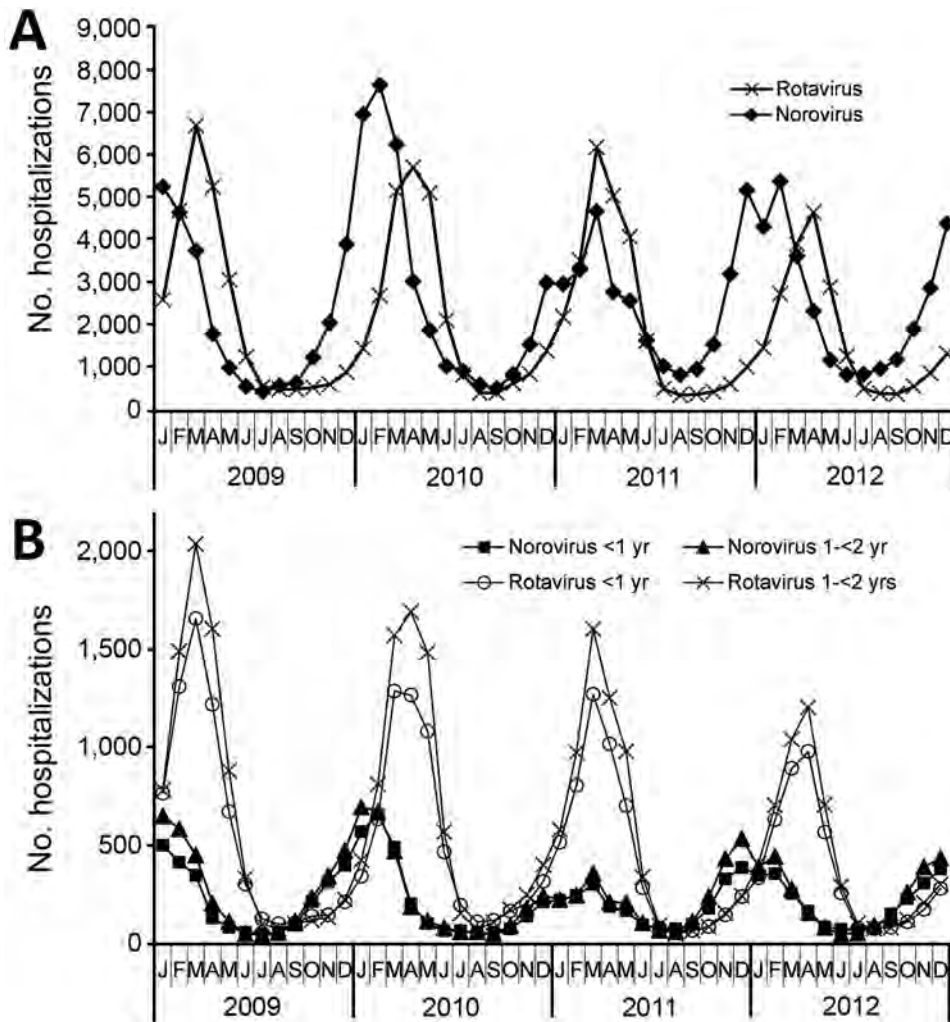 A
No. hospitalizations
9,000
8,000
7,000
6,000
5,000
4,000
3,000
2,000
1,000
0
Rotavirus
Norovirus
J F M A M J J A S O N D J F M A M J J A S O N D J F M A M J J A S O N D J F M A M J J A S O N D
2009 2010 2011 2012
B
No. hospitalizations
2,000
1,500
1,000
500
0
Norovirus <1 yr Norovirus 1-<2 yr
Rotavirus <1 yr Rotavirus 1-<2 yrs
J F M A M J J A S O N D J F M A M J J A S O N D J F M A M J J A S O N D J F M A M J J A S O N D
2009 2010 2011 2012